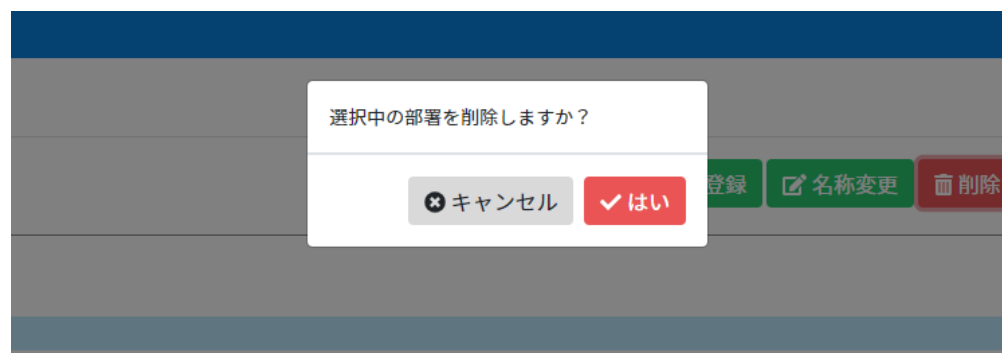 選択中の部署を削除しますか？
登録
名称変更
削除
キャンセル
はい